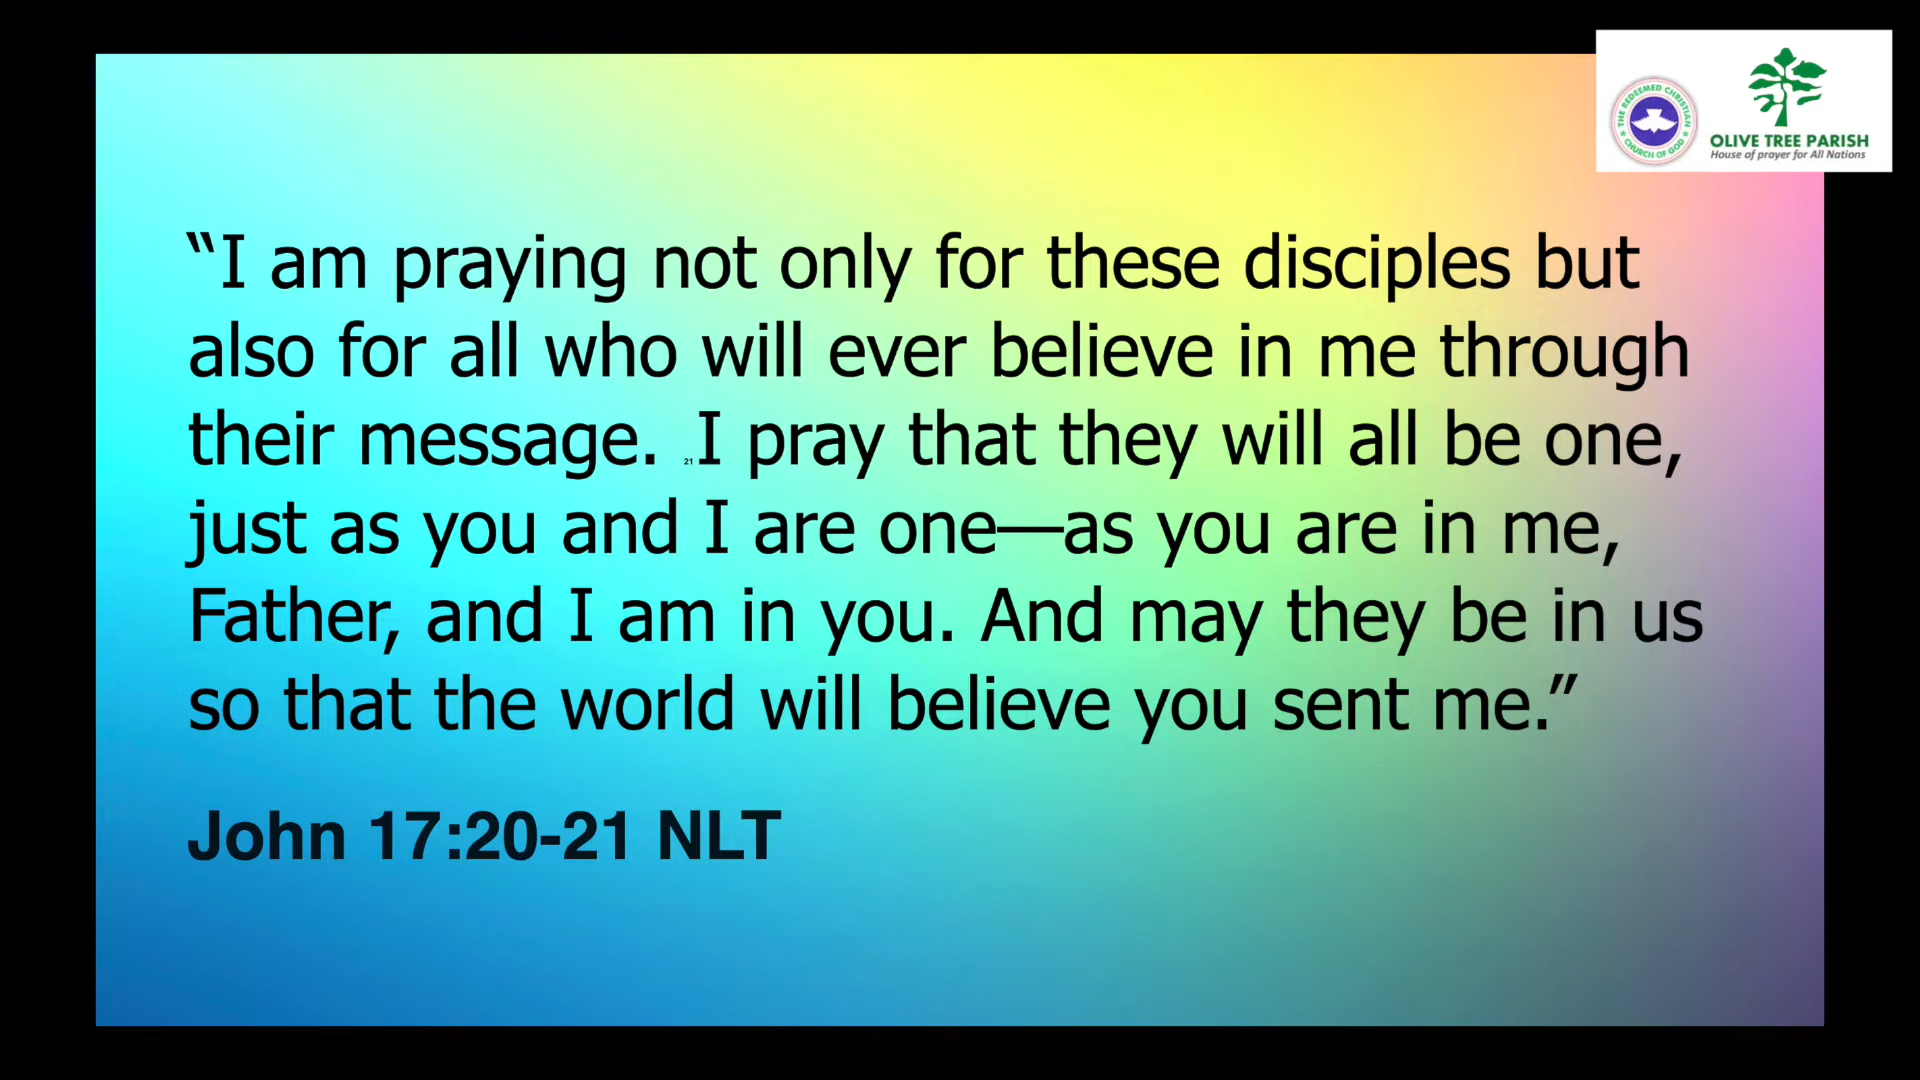 THE REDEEMED CHRISTIAN
CHURCH OF GOD
OLIVE TREE PARISH
House of prayer for All Nations
“I am praying not only for these disciples but
also for all who will ever believe in me through
their message. 21 I pray that they will all be one,
just as you and I are one—as you are in me,
Father, and I am in you. And may they be in us
so that the world will believe you sent me.”
John 17:20-21 NLT